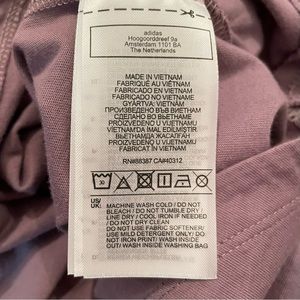 adidas
Hoogoorddreef 9a
Amsterdam 1101 BA
The Netherlands
MADE IN VIETNAM
FABRIQUÉ AU VIETNAM
FABRICADO EN VIETNAM
FABRICADO NO VIETNAME
GYÁRTVA: VIETNAM
ПРОИЗВЕДЕНО ВЪВ ВИЕТНАМ
СДЕЛАНО ВО ВЬЕТНАМЕ
PROIZVEDENO U VIJETNAMU
VİETNAM'DA İMAL EDİLMİŞTİR
ВЬЕТНАМДА ЖАСАЛҒАН
PROIZVEDENO U VIJETNAMU
FABRICAT IN VIETNAM
RN#88387 CA#40312
30
US/
UK:
MACHINE WASH COLD / DO NOT
BLEACH / DO NOT TUMBLE DRY /
LINE DRY / COOL IRON IF NEEDED
/ DO NOT DRY CLEAN
DO NOT USE FABRIC SOFTENER/
USE MILD DETERGENT ONLY / DO
NOT IRON PRINT/ WASH INSIDE
OUT/ WASH INSIDE WASHING BAG